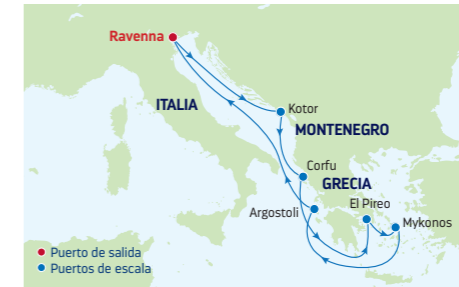 Ravenna
ITALIA
Kotor
MONTENEGRO
Corfu
GRECIA
El Pireo
Argostoli
Mykonos
Puerto de salida
Puertos de escala